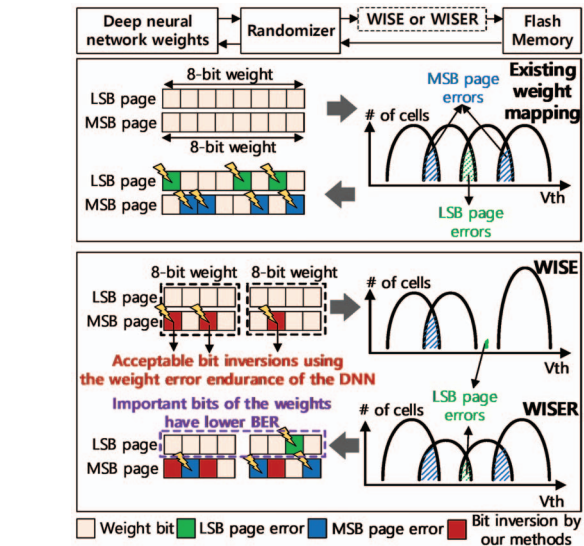 Deep neural
network weights
Randomizer
WISE or WISER
Flash
Memory
8-bit weight
LSB page
MSB page
8-bit weight
LSB page
MSB page
Existing
weight
mapping
MSB page
errors
# of cells
Vth
LSB page
errors
8-bit weight
8-bit weight
LSB page
MSB page
Acceptable bit inversions using
the weight error endurance of the DNN
Important bits of the weights
have lower BER
LSB page
MSB page
WISE
# of cells
Vth
LSB page
errors
WISER
# of cells
Vth
Weight bit
LSB page error
MSB page error
Bit inversion by
our methods